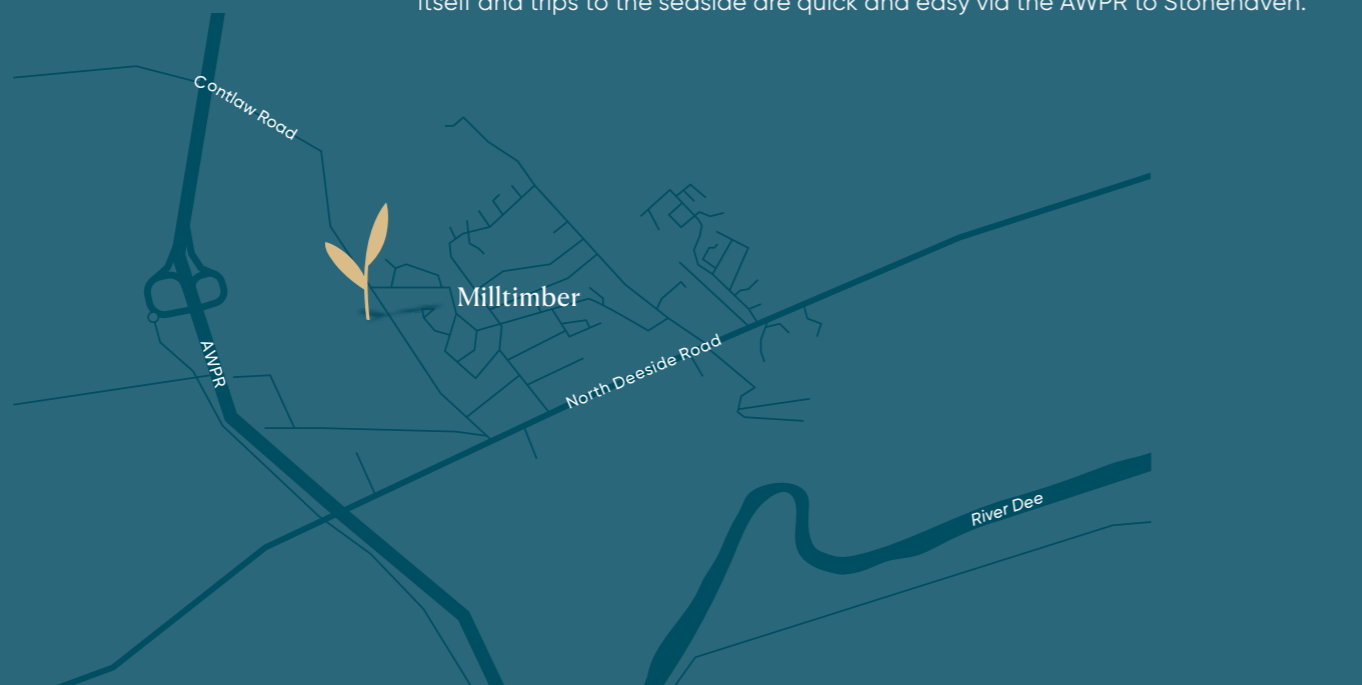 itself and trips to the seaside are quick and easy via the AWPR to Stonehaven.
Contlaw Road
Milltimber
AWPR
North Deeside Road
River Dee